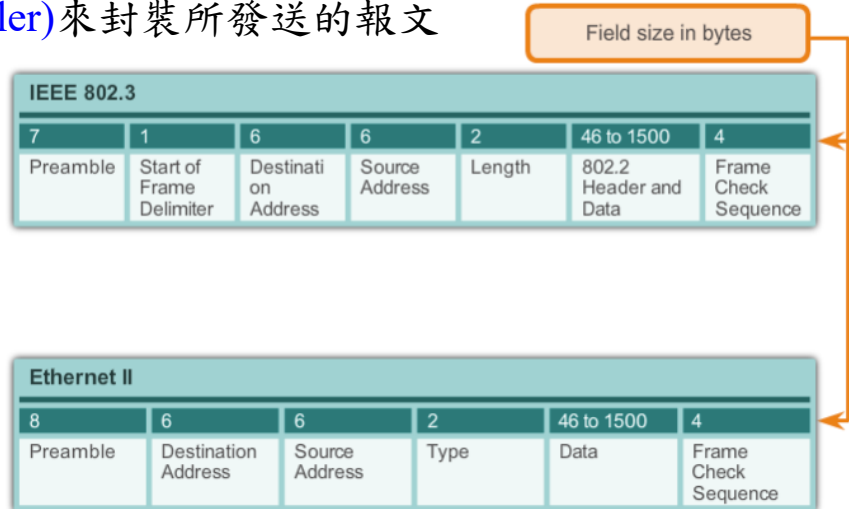 ler)來封裝所發送的報文
Field size in bytes
IEEE 802.3
7 1 6 6 2 46 to 1500 4
Preamble Start of Destinati Source Length 802.2 Frame
Frame on Address Header and Check
Delimiter Address Data Sequence
Ethernet II
8 6 6 2 46 to 1500 4
Preamble Destination Source Type Data Frame
Address Address Check
Sequence